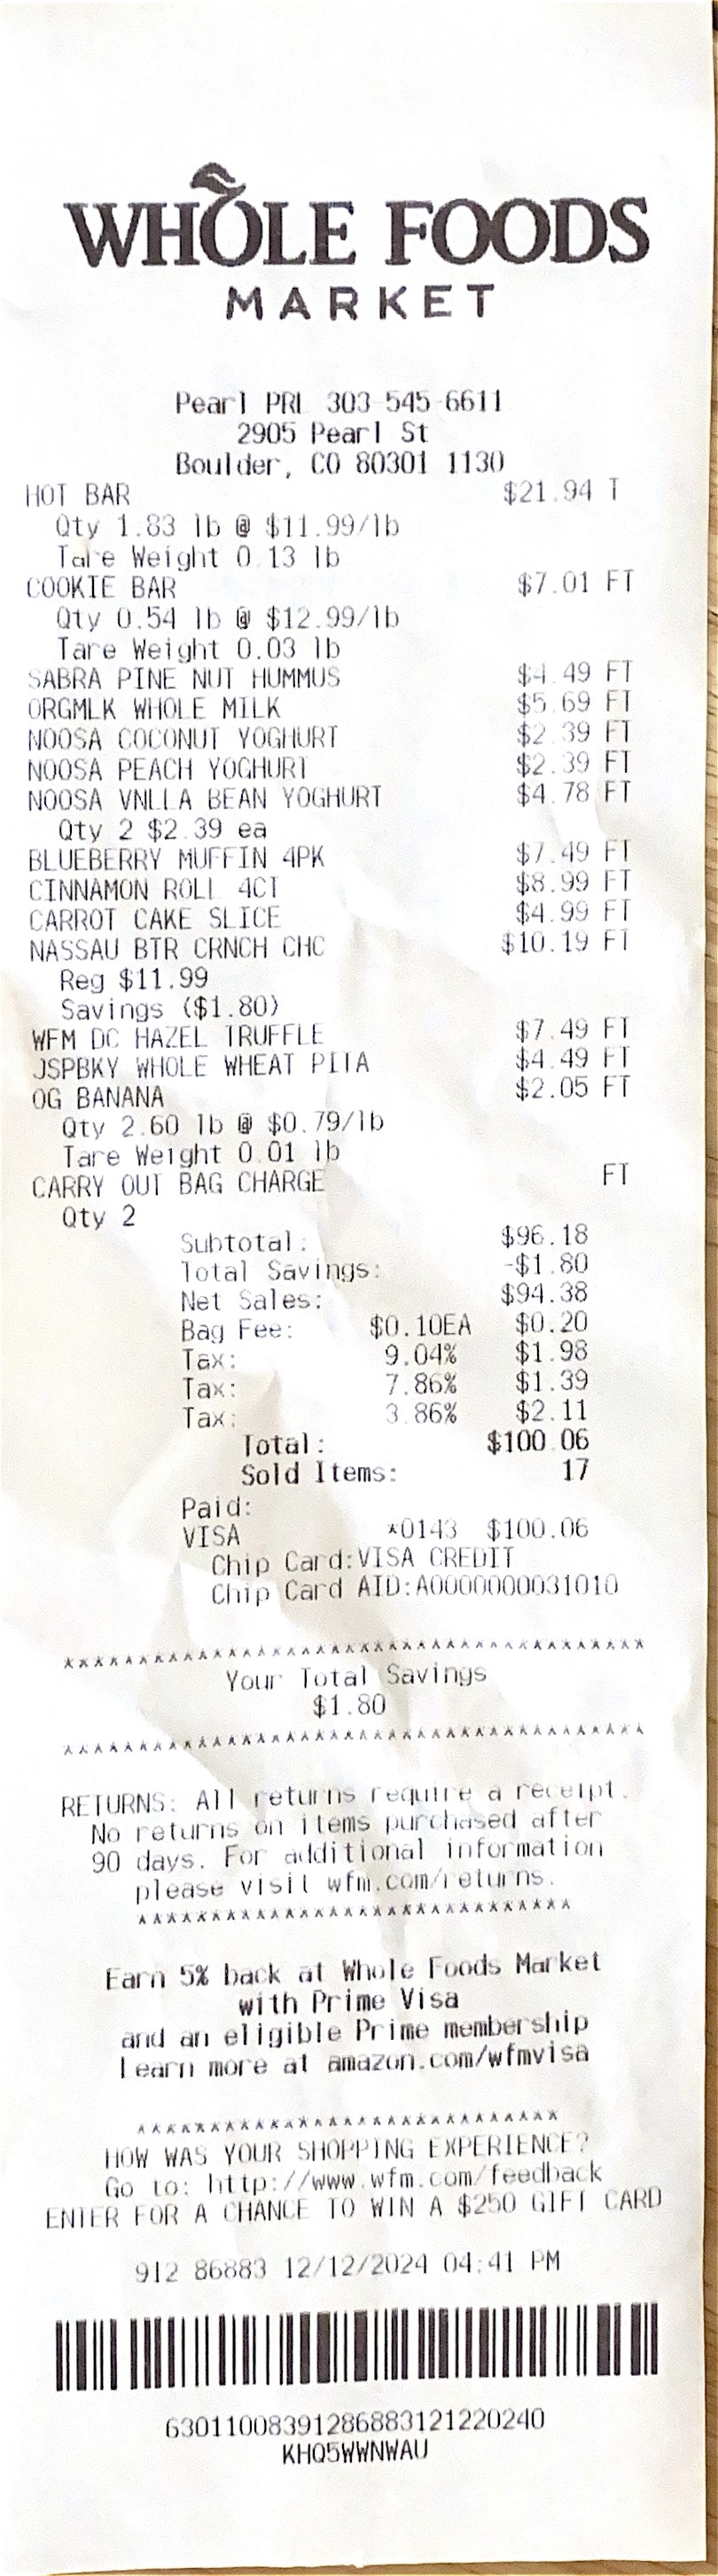 WHOLE FOODS
MARKET
Pearl PRL 303-545-6611
2905 Pearl St
Boulder, CO 80301 1130
HOT BAR $21.94 T
Qty 1.83 lb @ $11.99/lb
Tare Weight 0.13 lb
COOKIE BAR $7.01 FT
Qty 0.54 lb @ $12.99/lb
Tare Weight 0.03 lb
SABRA PINE NUT HUMMUS $4.49 FT
ORGMLK WHOLE MILK $5.69 FT
NOOSA COCONUT YOGHURT $2.39 FT
NOOSA PEACH YOGHURT $2.39 FT
NOOSA VNLLA BEAN YOGHURT $4.78 FT
Qty 2 $2.39 ea
BLUEBERRY MUFFIN 4PK $7.49 FT
CINNAMON ROLL 4CT $8.99 FT
CARROT CAKE SLICE $4.99 FT
NASSAU BTR CRNCH CHC $10.19 FT
Reg $11.99
Savings ($1.80)
WFM DC HAZEL TRUFFLE $7.49 FT
JSPBKY WHOLE WHEAT PITA $4.49 FT
OG BANANA $2.05 FT
Qty 2.60 lb @ $0.79/lb
Tare Weight 0.01 lb
CARRY OUT BAG CHARGE FT
Qty 2
Subtotal: $96.18
Total Savings: -$1.80
Net Sales: $94.38
Bag Fee: $0.10EA $0.20
Tax: 9.04% $1.98
Tax: 7.86% $1.39
Tax: 3.86% $2.11
Total: $100.06
Sold Items: 17
Paid:
VISA *0143 $100.06
Chip Card:VISA CREDIT
Chip Card AID:A0000000031010
****************************************
Your Total Savings
$1.80
****************************************
RETURNS: All returns require a receipt.
No returns on items purchased after
90 days. For additional information
please visit wfm.com/returns.
******************************
Earn 5% back at Whole Foods Market
with Prime Visa
and an eligible Prime membership
Learn more at amazon.com/wfmvisa
******************************
HOW WAS YOUR SHOPPING EXPERIENCE?
Go to: http://www.wfm.com/feedback
ENTER FOR A CHANCE TO WIN A $250 GIFT CARD
912 86883 12/12/2024 04:41 PM
630110083912868831212​20240
KHQ5WWNWAU